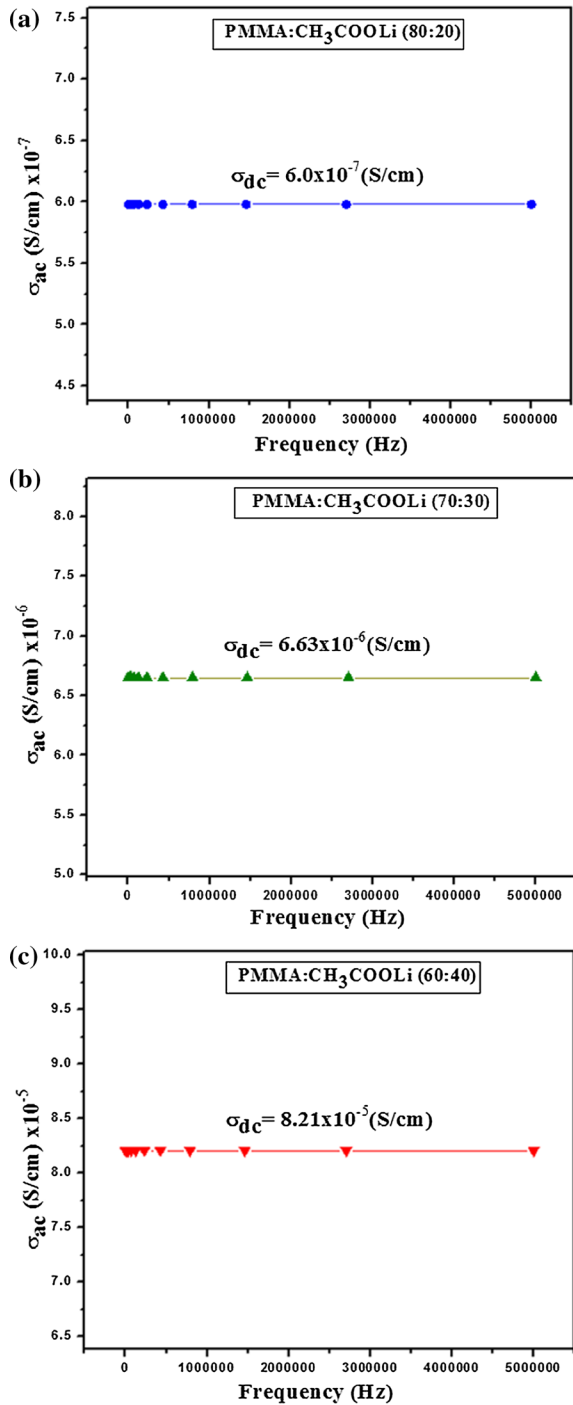 (a)
PMMA:CH₃COOLi (80:20)
σdc= 6.0x10⁻⁷(S/cm)
σac (S/cm) x10⁻⁷
7.5
7.0
6.5
6.0
5.5
5.0
4.5
0 1000000 2000000 3000000 4000000 5000000
Frequency (Hz)
(b)
PMMA:CH₃COOLi (70:30)
σdc= 6.63x10⁻⁶(S/cm)
σac (S/cm) x10⁻⁶
8.0
7.5
7.0
6.5
6.0
5.5
5.0
0 1000000 2000000 3000000 4000000 5000000
Frequency (Hz)
(c)
PMMA:CH₃COOLi (60:40)
σdc= 8.21x10⁻⁵(S/cm)
σac (S/cm) x10⁻⁵
10.0
9.5
9.0
8.5
8.0
7.5
7.0
6.5
0 1000000 2000000 3000000 4000000 5000000
Frequency (Hz)